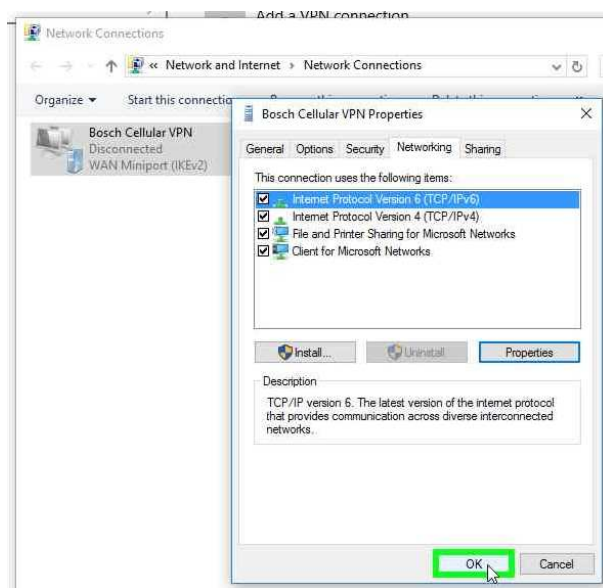 Add a VPN connection
Network Connections
« Network and Internet › Network Connections
Organize Start this connectio
Bosch Cellular VPN
Disconnected
WAN Miniport (IKEv2)
Bosch Cellular VPN Properties
General Options Security Networking Sharing
This connection uses the following items:
Internet Protocol Version 6 (TCP/IPv6)
Internet Protocol Version 4 (TCP/IPv4)
File and Printer Sharing for Microsoft Networks
Client for Microsoft Networks
Install... Uninstall Properties
Description
TCP/IP version 6. The latest version of the internet protocol
that provides communication across diverse interconnected
networks.
OK Cancel